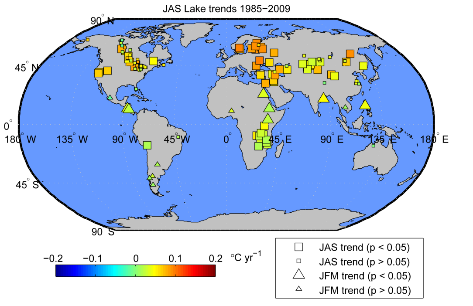 JAS Lake trends 1985−2009
90° N
45° N
0°
180° W 135° W 90° W 45° W 0° 45° E 90° E 135° E 180° E
45° S
90° S
−0.2 −0.1 0 0.1 0.2 °C yr⁻¹
JAS trend (p < 0.05)
JAS trend (p > 0.05)
JFM trend (p < 0.05)
JFM trend (p > 0.05)